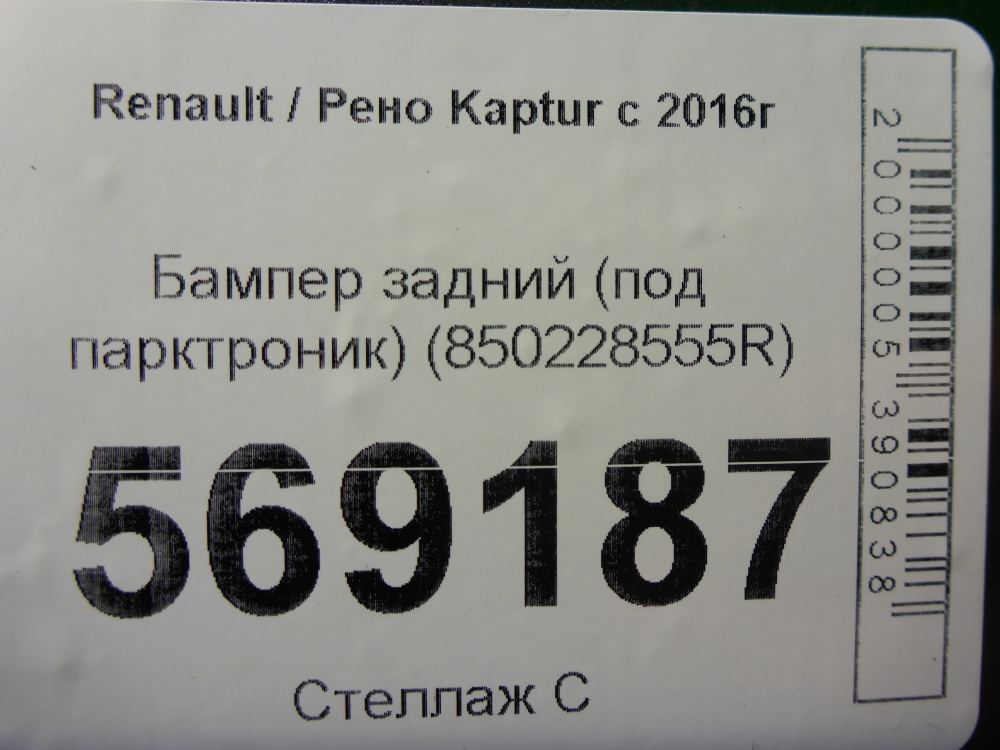 Renault / Рено Kaptur с 2016г
Бампер задний (под
парктроник) (850228555R)
569187
Стеллаж С
2000005390838